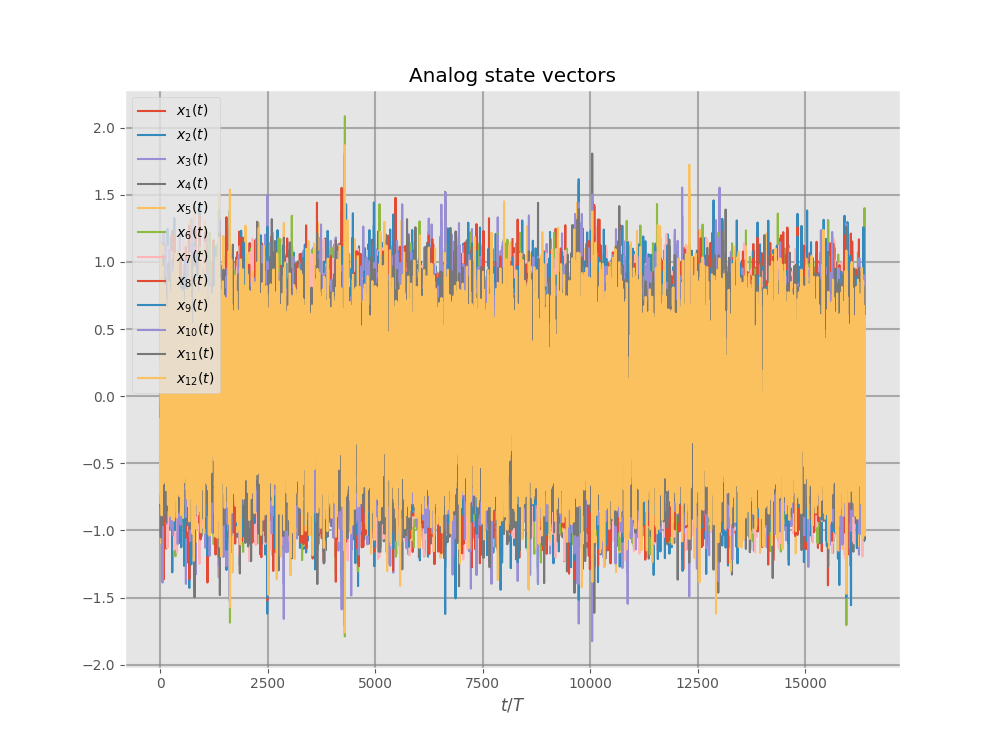 Analog state vectors
x₁(t)
x₂(t)
x₃(t)
x₄(t)
x₅(t)
x₆(t)
x₇(t)
x₈(t)
x₉(t)
x₁₀(t)
x₁₁(t)
x₁₂(t)
2.0
1.5
1.0
0.5
0.0
−0.5
−1.0
−1.5
−2.0
0 2500 5000 7500 10000 12500 15000
t/T